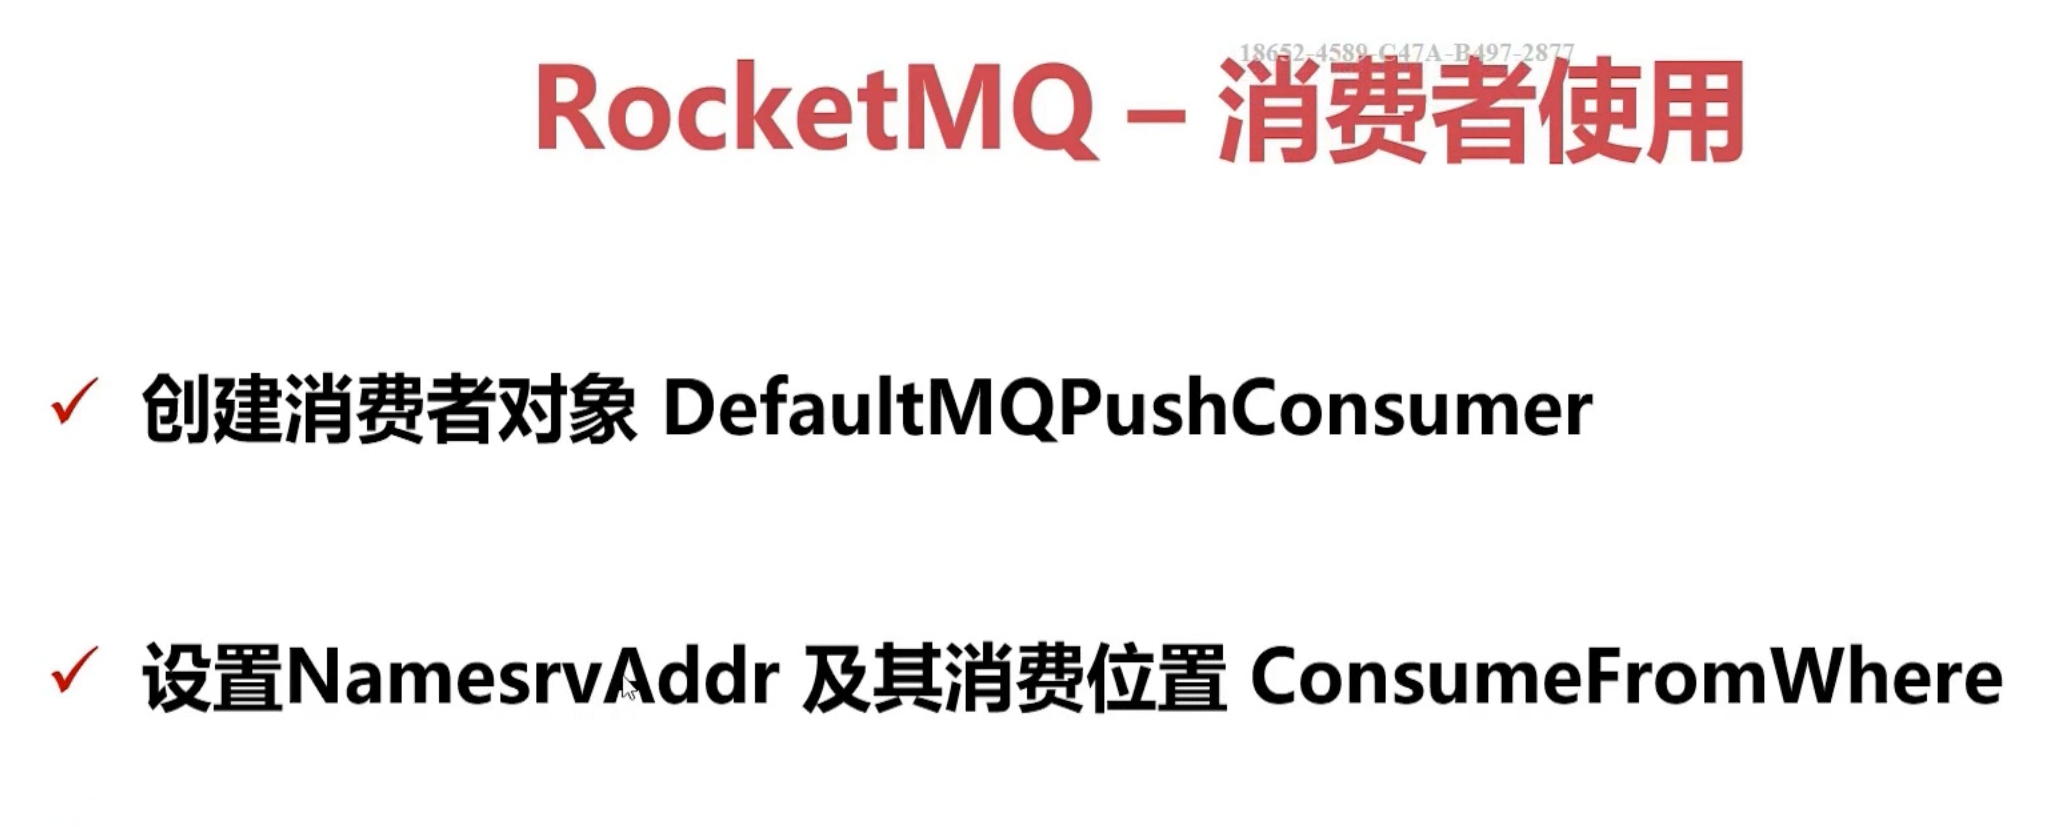 18652-4589-C47A-B497-2877
RocketMQ – 消费者使用
创建消费者对象 DefaultMQPushConsumer
设置NamesrvAddr 及其消费位置 ConsumeFromWhere